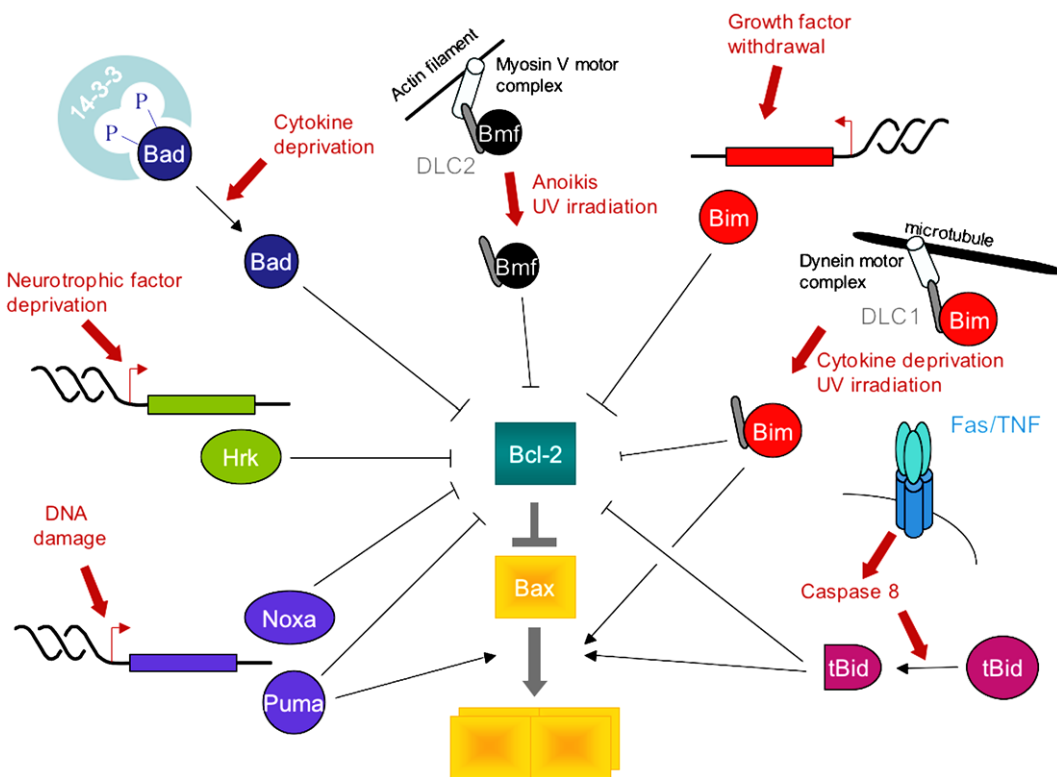 14-3-3
P
P
Bad
Cytokine
deprivation
Bad
Actin filament
Myosin V motor
complex
Bmf
DLC2
Anoikis
UV irradiation
Bmf
Growth factor
withdrawal
Bim
microtubule
Dynein motor
complex
DLC1
Bim
Cytokine deprivation
UV irradiation
Bim
Neurotrophic factor
deprivation
Hrk
Bcl-2
Fas/TNF
DNA
damage
Noxa
Bax
Caspase 8
Puma
tBid
tBid